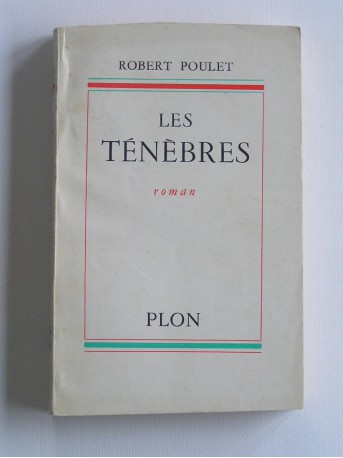 ROBERT POULET
LES
TÉNÈBRES
roman
PLON